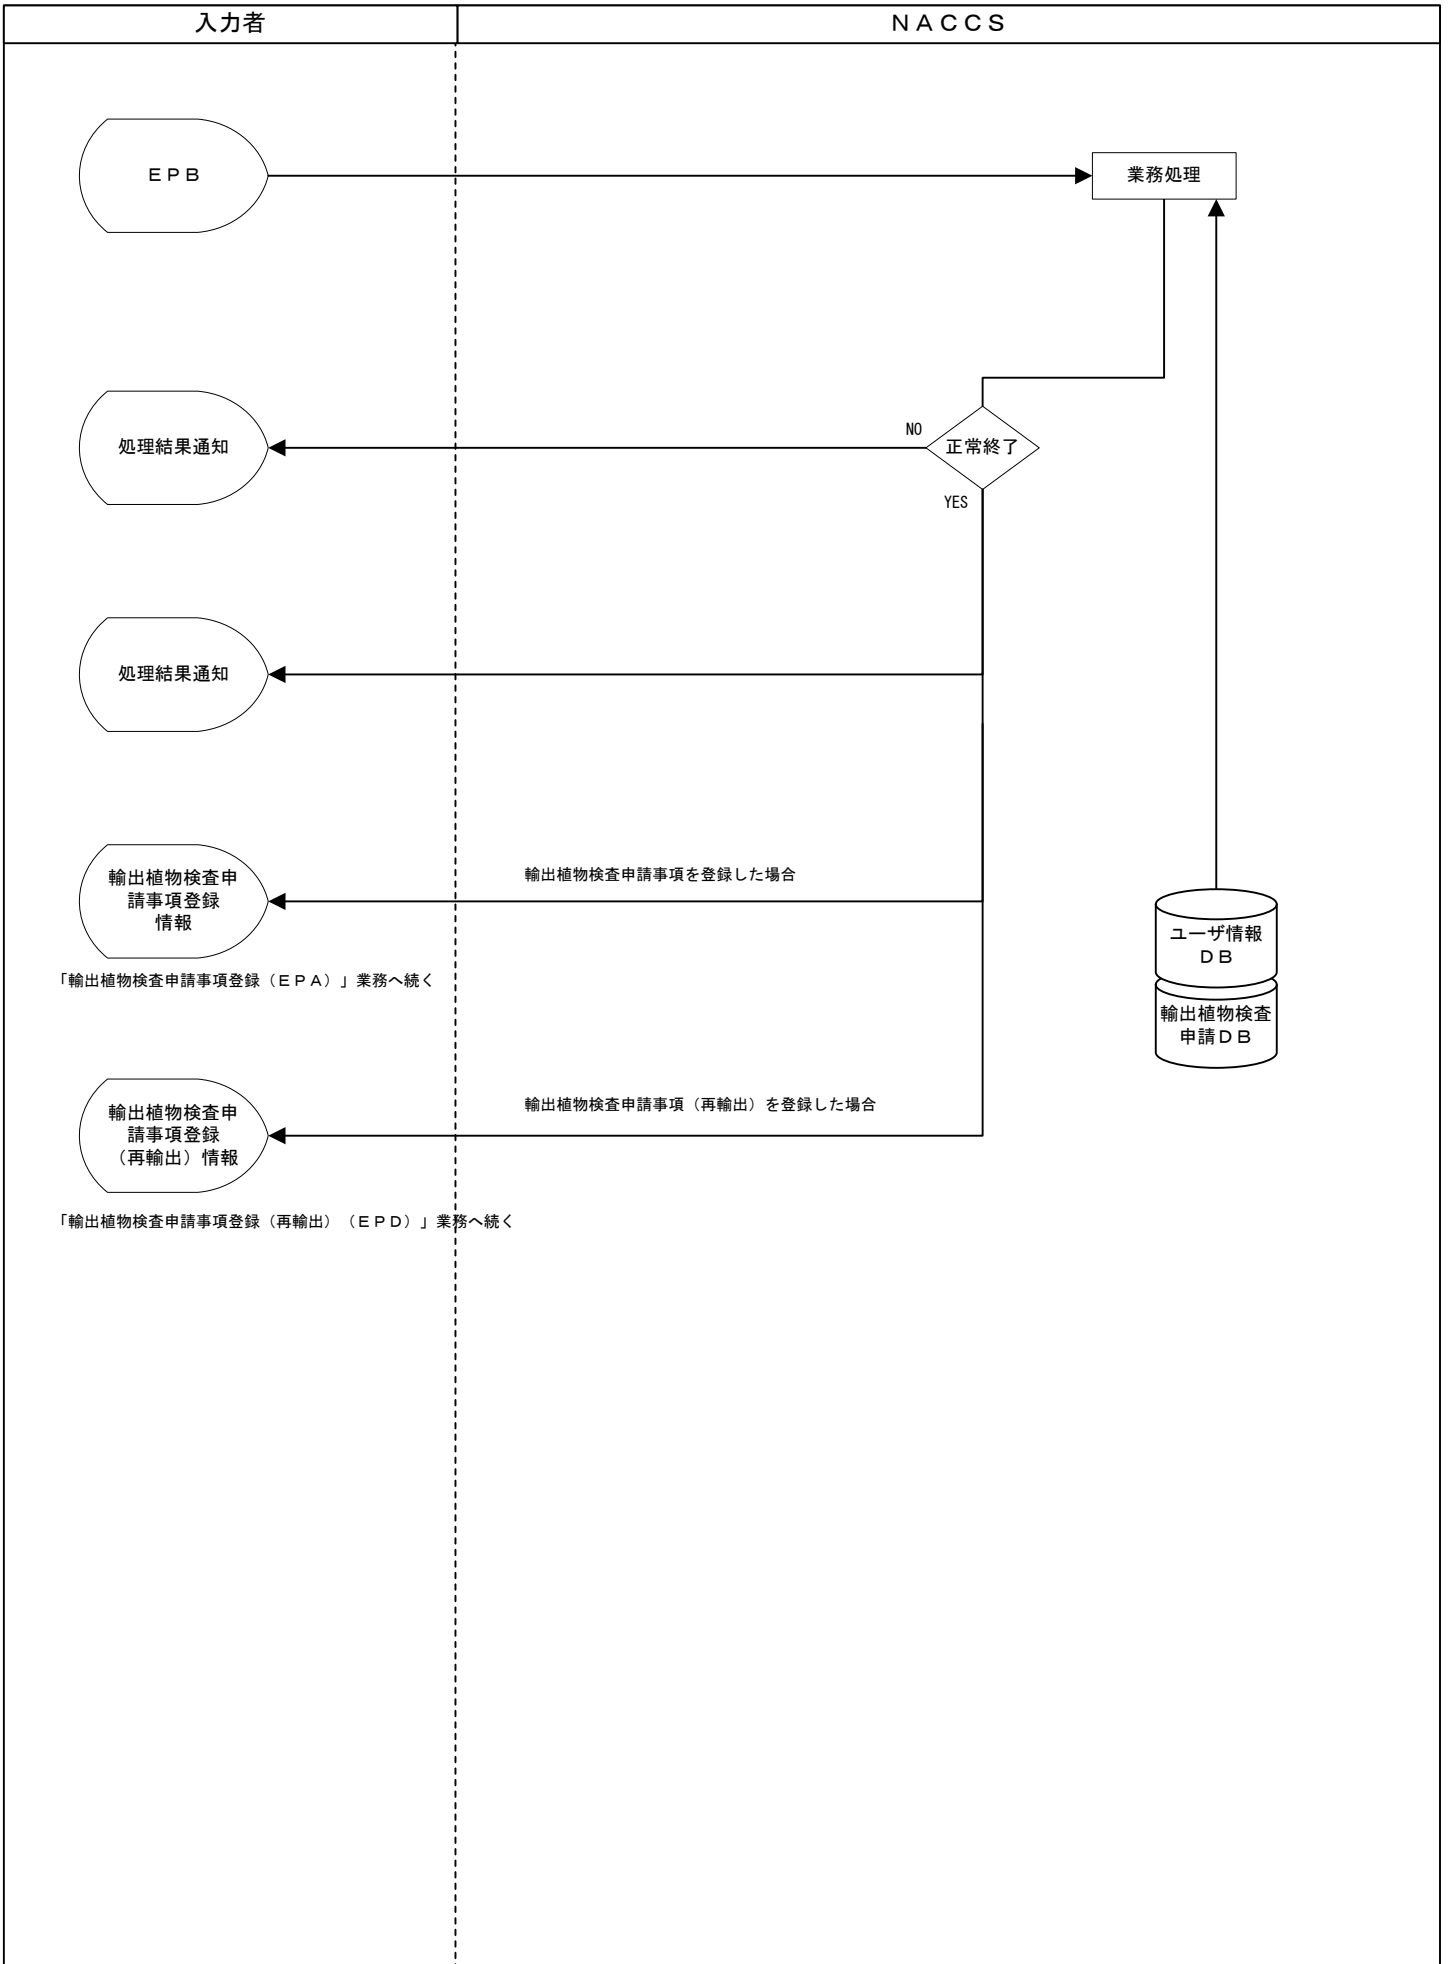 入力者
ＮＡＣＣＳ
ＥＰＢ
業務処理
処理結果通知
NO
正常終了
YES
処理結果通知
輸出植物検査申
請事項登録
情報
輸出植物検査申請事項を登録した場合
「輸出植物検査申請事項登録（ＥＰＡ）」業務へ続く
ユーザ情報
ＤＢ
輸出植物検査
申請ＤＢ
輸出植物検査申
請事項登録
（再輸出）情報
輸出植物検査申請事項（再輸出）を登録した場合
「輸出植物検査申請事項登録（再輸出）（ＥＰＤ）」業務へ続く